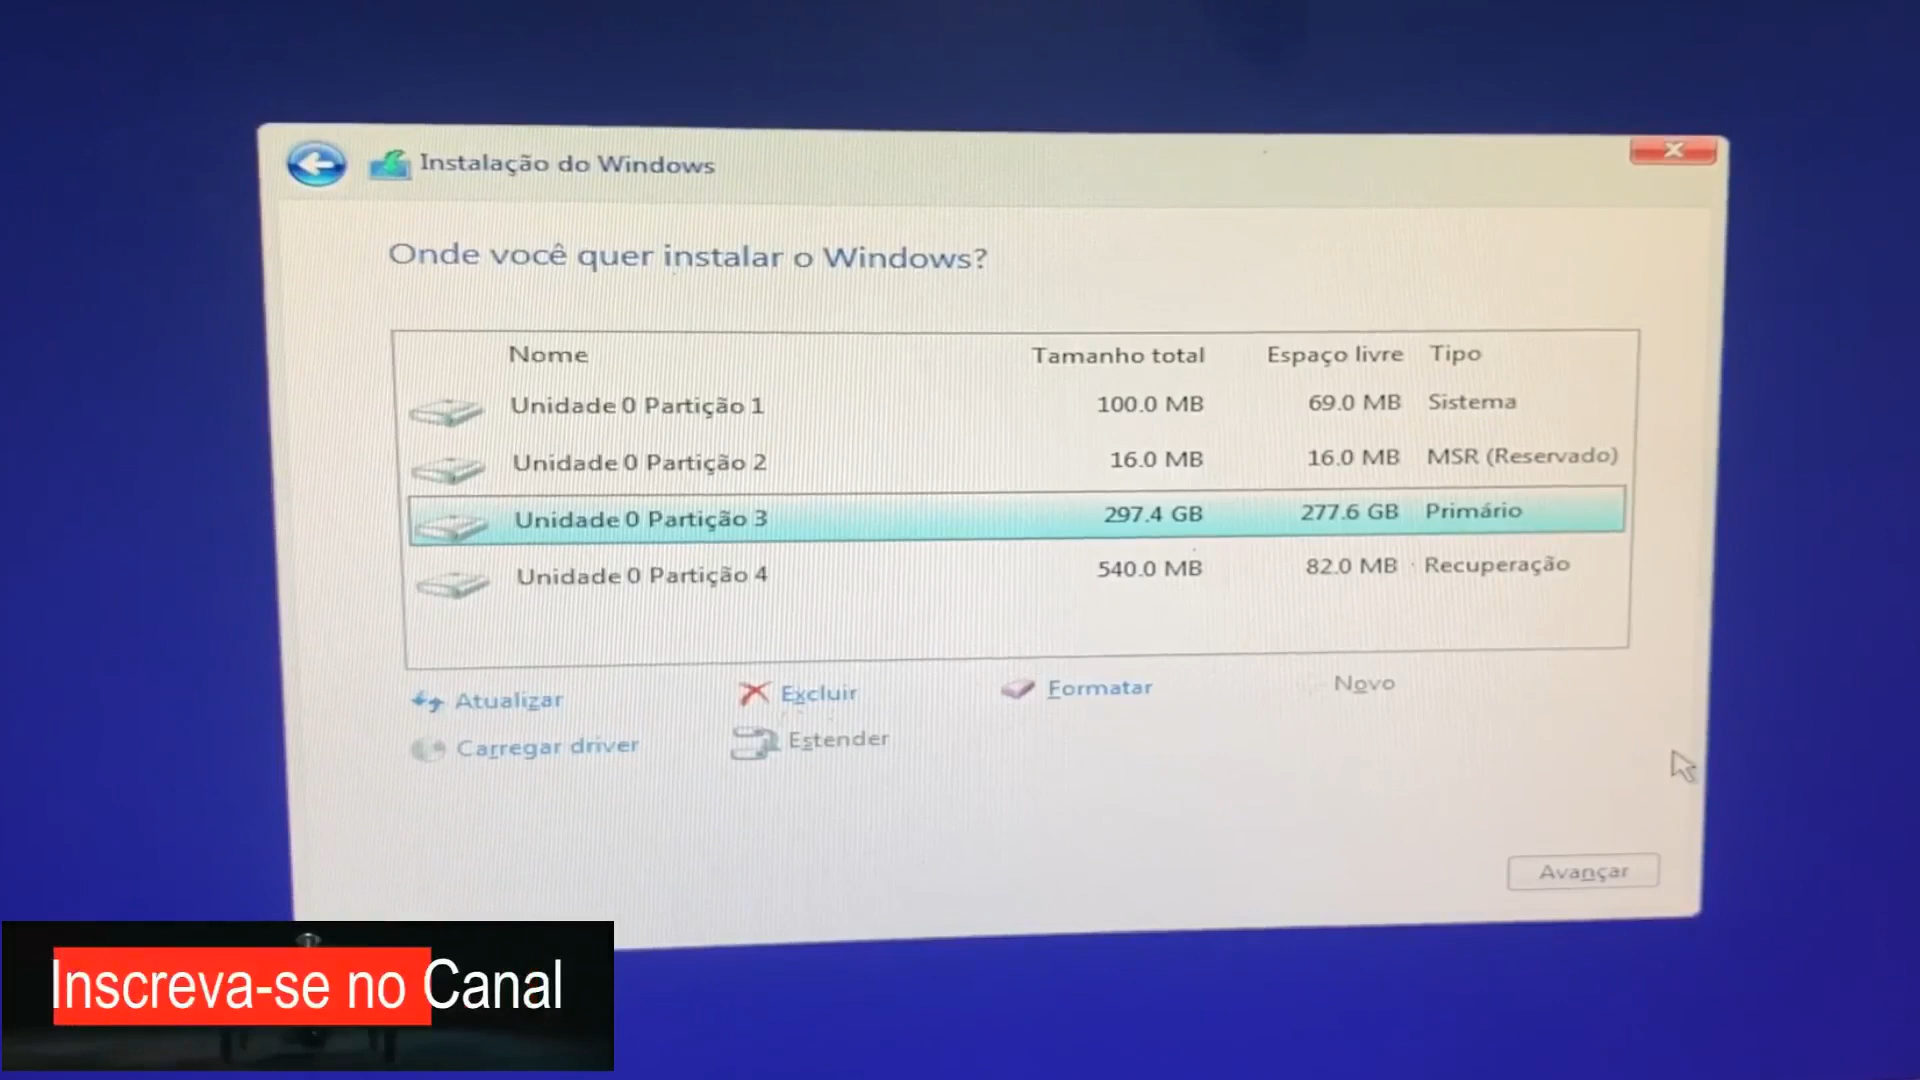 Instalação do Windows
Onde você quer instalar o Windows?
Nome Tamanho total Espaço livre Tipo
Unidade 0 Partição 1 100.0 MB 69.0 MB Sistema
Unidade 0 Partição 2 16.0 MB 16.0 MB MSR (Reservado)
Unidade 0 Partição 3 297.4 GB 277.6 GB Primário
Unidade 0 Partição 4 540.0 MB 82.0 MB Recuperação
Atualizar Excluir Formatar Novo
Carregar driver Estender
Avançar
Inscreva-se no Canal